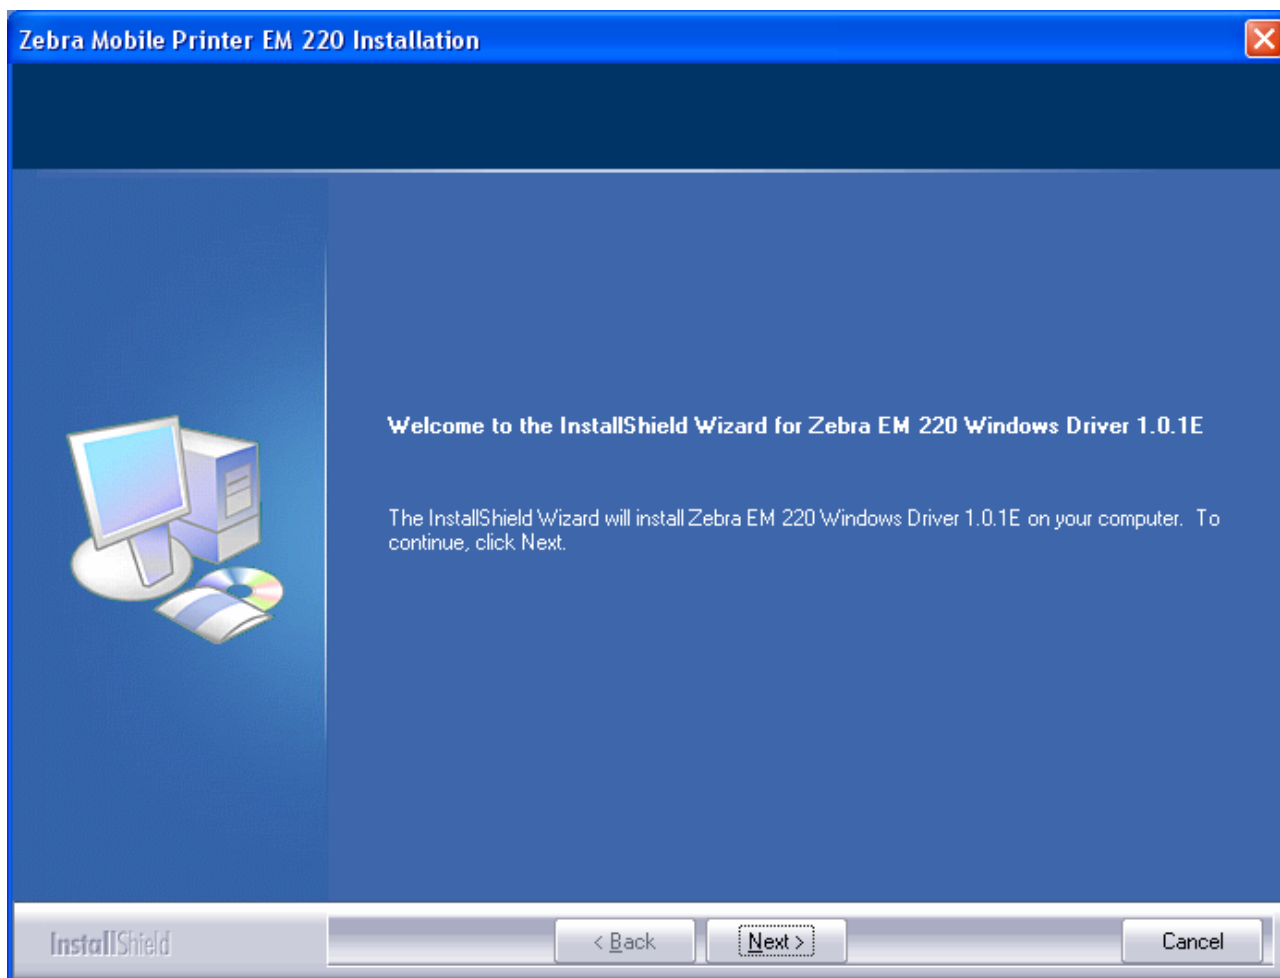 Zebra Mobile Printer EM 220 Installation
Welcome to the InstallShield Wizard for Zebra EM 220 Windows Driver 1.0.1E
The InstallShield Wizard will install Zebra EM 220 Windows Driver 1.0.1E on your computer. To
continue, click Next.
InstallShield
< Back
Next >
Cancel